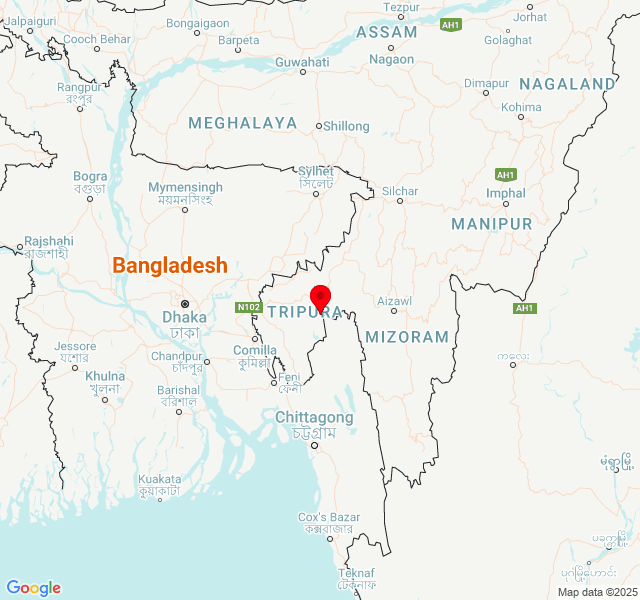 Jalpaiguri
Cooch Behar
Bongaigaon
Barpeta
Tezpur
ASSAM
AH1
Jorhat
Golaghat
Nagaon
Guwahati
Dimapur
NAGALAND
Kohima
Rangpur
রংপুর
MEGHALAYA
Shillong
Bogra
বগুড়া
Mymensingh
ময়মনসিংহ
Sylhet
সিলেট
Silchar
AH1
Imphal
MANIPUR
Rajshahi
রাজশাহী
Bangladesh
Dhaka
ঢাকা
N102
TRIPURA
Aizawl
MIZORAM
AH1
ကလေး
Jessore
যশোর
Khulna
খুলনা
Chandpur
চাঁদপুর
Comilla
কুমিল্লা
Barishal
বরিশাল
Feni
ফেনী
Chittagong
চট্টগ্রাম
Kuakata
কুয়াকাটা
Cox's Bazar
কক্সবাজার
Teknaf
টেকনাফ
Google
Map data ©2025